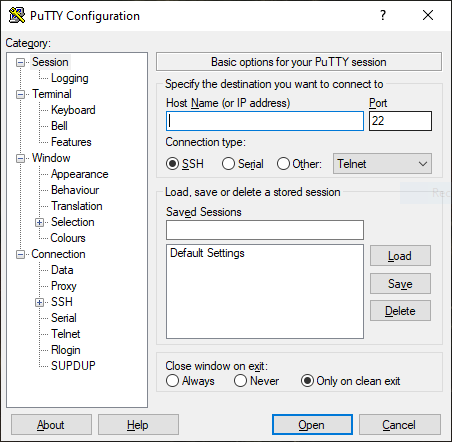 PuTTY Configuration
?
Category:
Session
Logging
Terminal
Keyboard
Bell
Features
Window
Appearance
Behaviour
Translation
Selection
Colours
Connection
Data
Proxy
SSH
Serial
Telnet
Rlogin
SUPDUP
Basic options for your PuTTY session
Specify the destination you want to connect to
Host Name (or IP address) Port
22
Connection type:
SSH Serial Other: Telnet
Load, save or delete a stored session
Saved Sessions
Default Settings
Load
Save
Delete
Close window on exit:
Always Never Only on clean exit
About Help Open Cancel